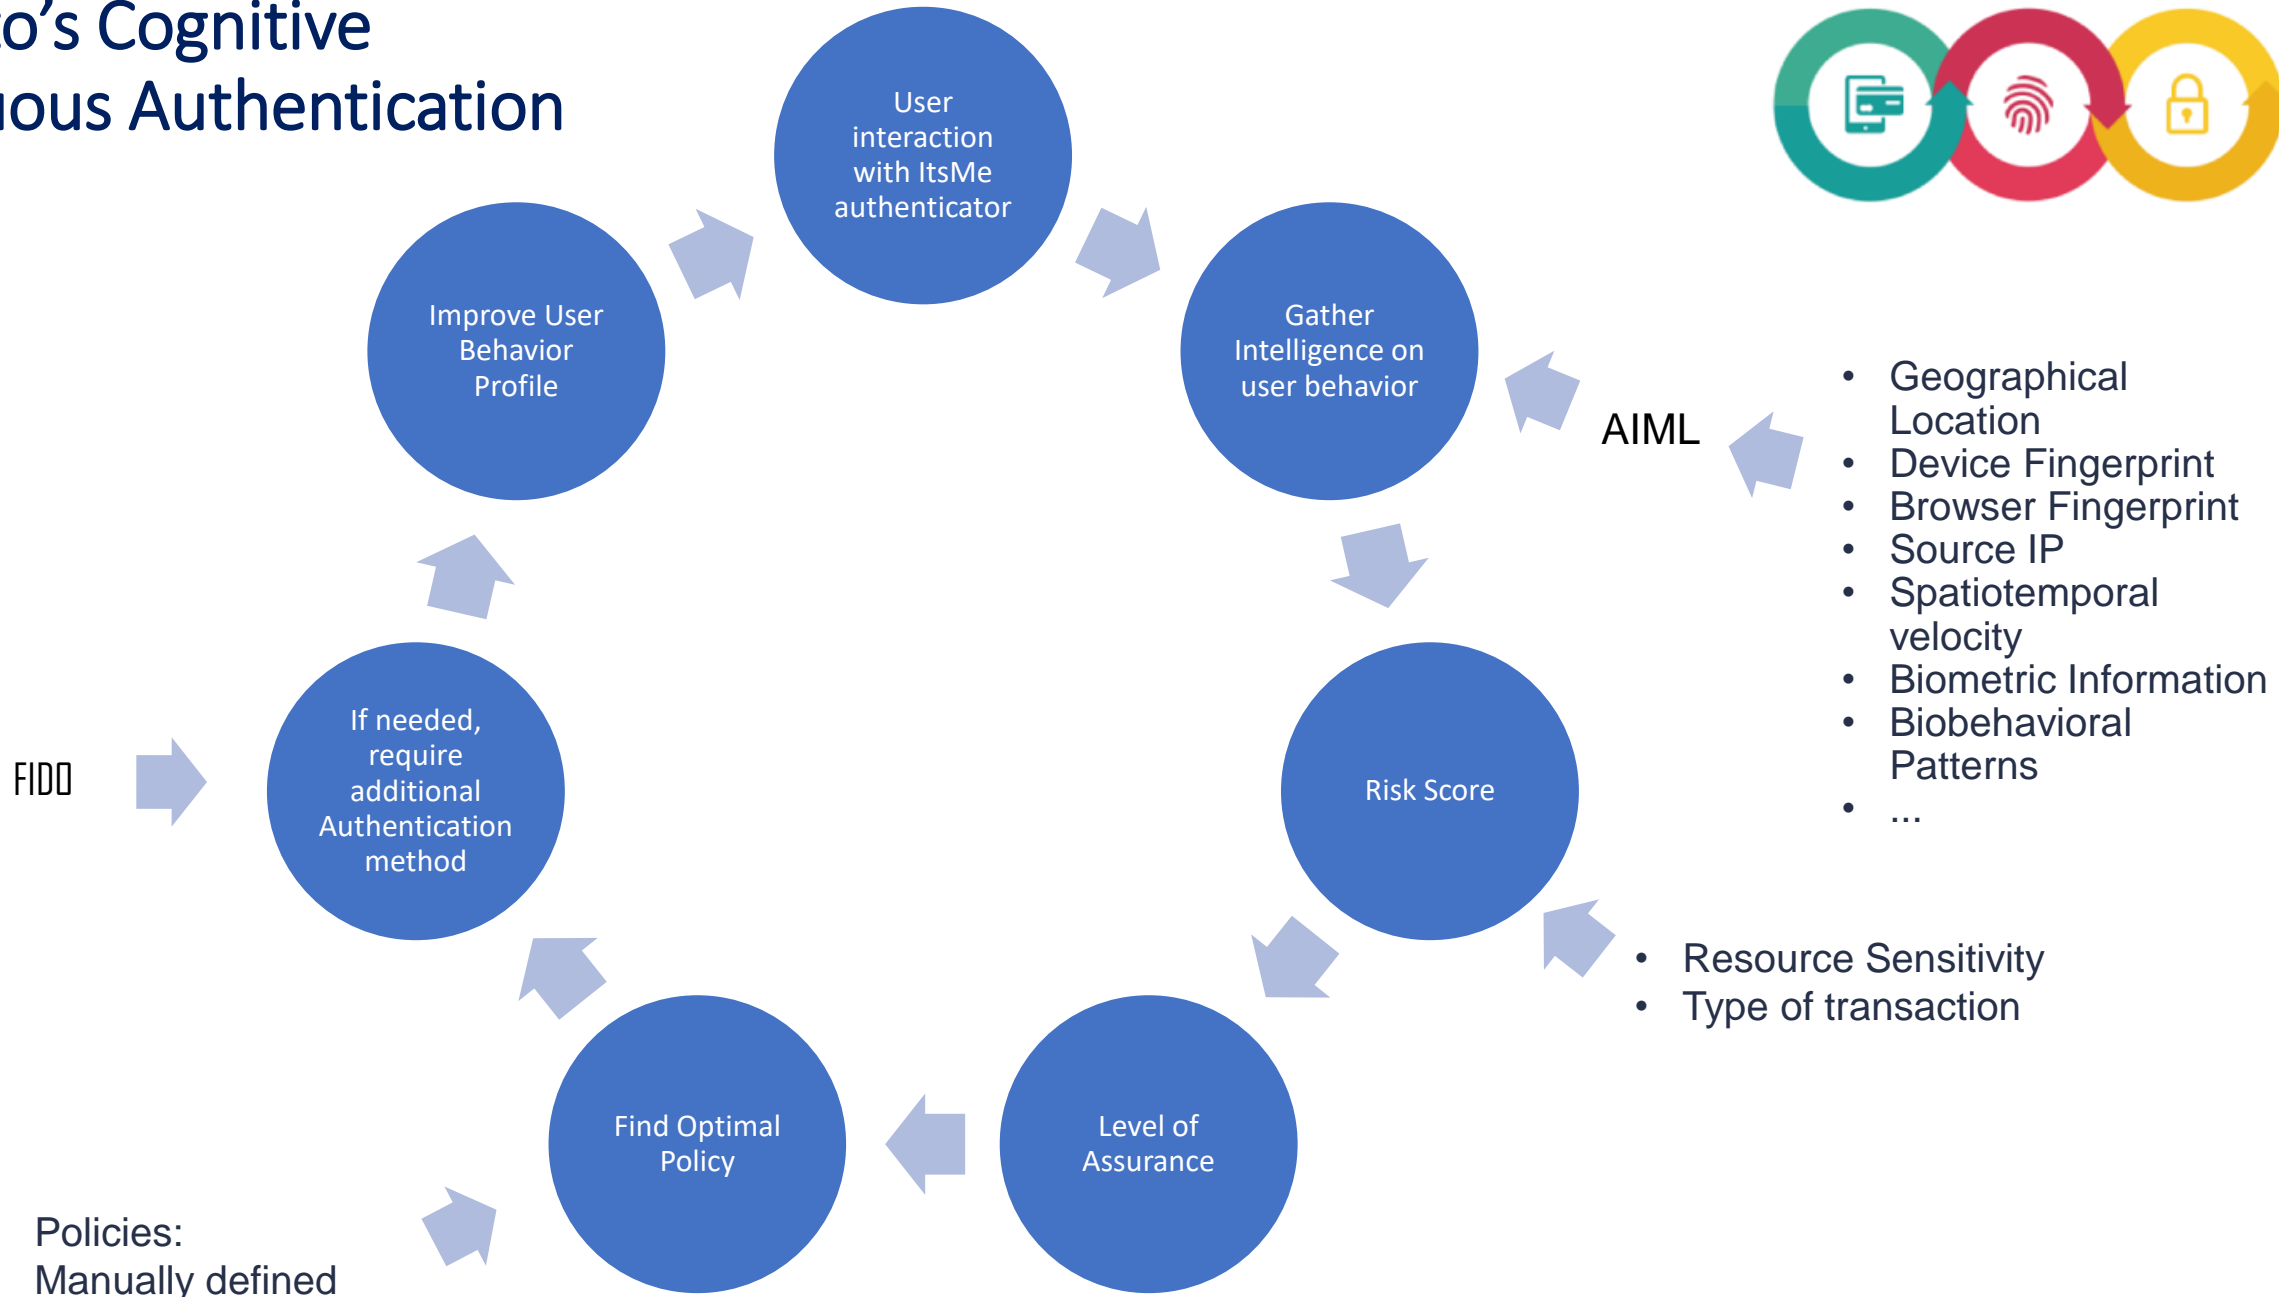 to's Cognitive
uous Authentication
User
interaction
with ItsMe
authenticator
Gather
Intelligence on
user behavior
AIML
• Geographical
Location
• Device Fingerprint
• Browser Fingerprint
• Source IP
• Spatiotemporal
velocity
• Biometric Information
• Biobehavioral
Patterns
• ...
Risk Score
• Resource Sensitivity
• Type of transaction
Level of
Assurance
Find Optimal
Policy
Policies:
Manually defined
If needed,
require
additional
Authentication
method
FIDO
Improve User
Behavior
Profile